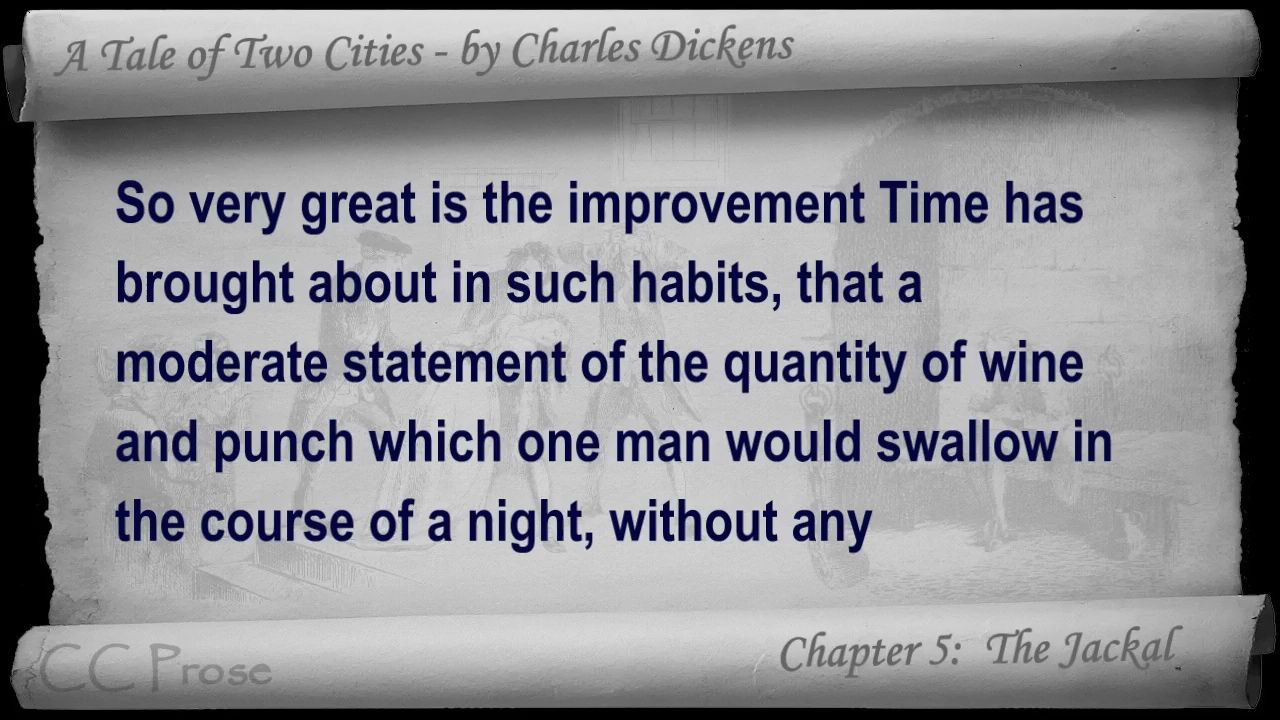 A Tale of Two Cities - by Charles Dickens
So very great is the improvement Time has
brought about in such habits, that a
moderate statement of the quantity of wine
and punch which one man would swallow in
the course of a night, without any
CC Prose
Chapter 5: The Jackal